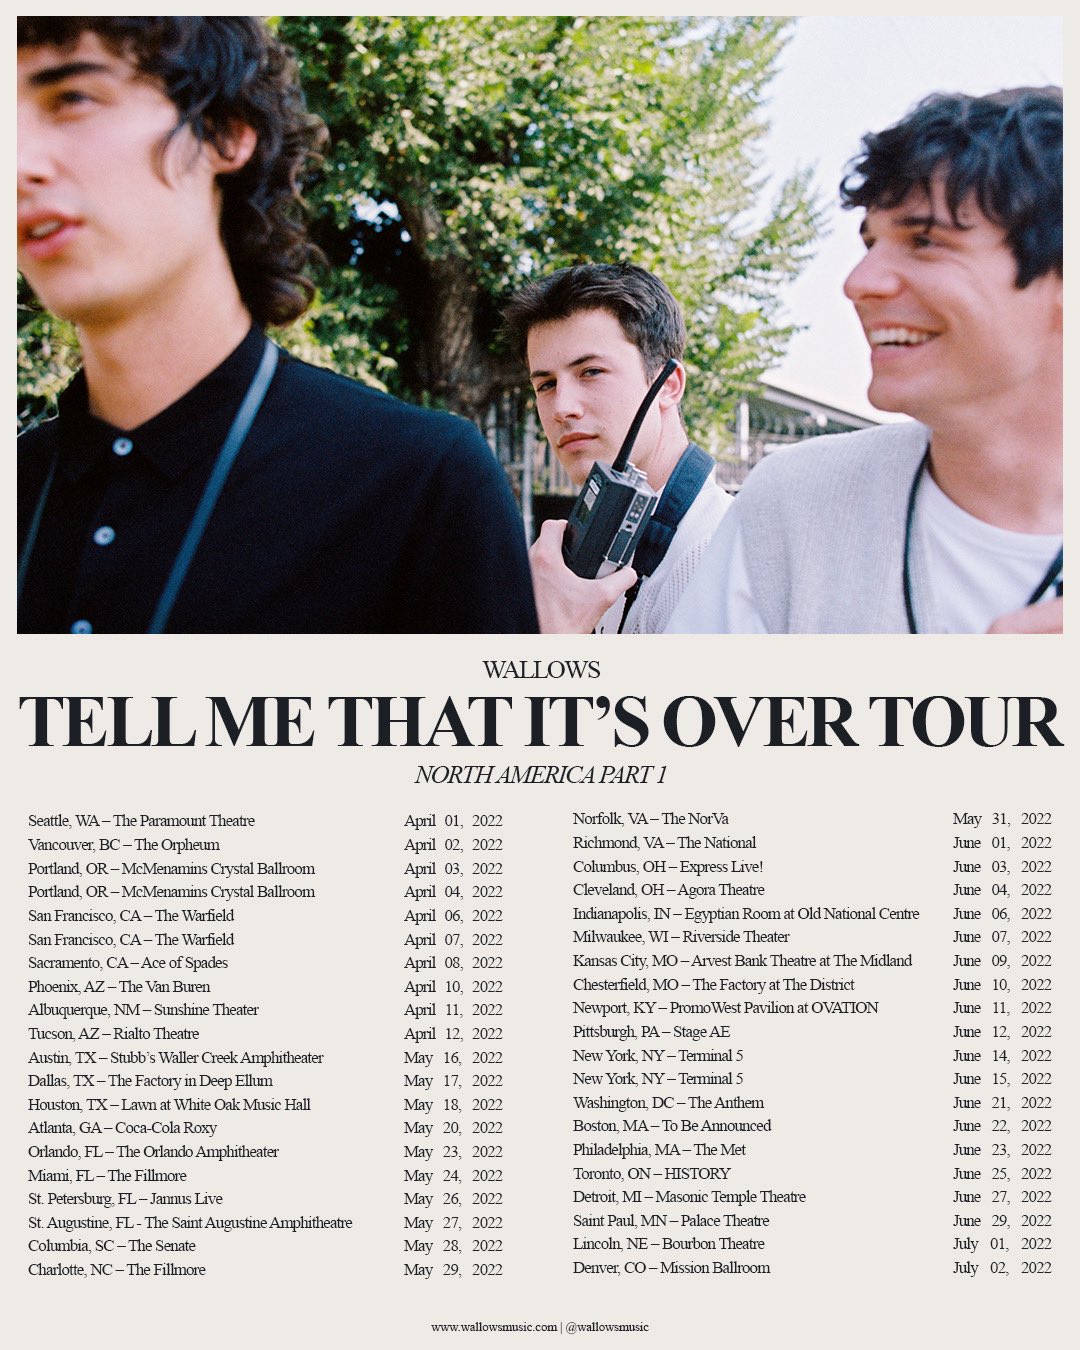 WALLOWS
TELL ME THAT IT’S OVER TOUR
NORTH AMERICA PART 1
Seattle, WA – The Paramount Theatre April 01, 2022
Vancouver, BC – The Orpheum April 02, 2022
Portland, OR – McMenamins Crystal Ballroom April 03, 2022
Portland, OR – McMenamins Crystal Ballroom April 04, 2022
San Francisco, CA – The Warfield April 06, 2022
San Francisco, CA – The Warfield April 07, 2022
Sacramento, CA – Ace of Spades April 08, 2022
Phoenix, AZ – The Van Buren April 10, 2022
Albuquerque, NM – Sunshine Theater April 11, 2022
Tucson, AZ – Rialto Theatre April 12, 2022
Austin, TX – Stubb’s Waller Creek Amphitheater May 16, 2022
Dallas, TX – The Factory in Deep Ellum May 17, 2022
Houston, TX – Lawn at White Oak Music Hall May 18, 2022
Atlanta, GA – Coca-Cola Roxy May 20, 2022
Orlando, FL – The Orlando Amphitheater May 23, 2022
Miami, FL – The Fillmore May 24, 2022
St. Petersburg, FL – Jannus Live May 26, 2022
St. Augustine, FL - The Saint Augustine Amphitheatre May 27, 2022
Columbia, SC – The Senate May 28, 2022
Charlotte, NC – The Fillmore May 29, 2022
Norfolk, VA – The NorVa May 31, 2022
Richmond, VA – The National June 01, 2022
Columbus, OH – Express Live! June 03, 2022
Cleveland, OH – Agora Theatre June 04, 2022
Indianapolis, IN – Egyptian Room at Old National Centre June 06, 2022
Milwaukee, WI – Riverside Theater June 07, 2022
Kansas City, MO – Arvest Bank Theatre at The Midland June 09, 2022
Chesterfield, MO – The Factory at The District June 10, 2022
Newport, KY – PromoWest Pavilion at OVATION June 11, 2022
Pittsburgh, PA – Stage AE June 12, 2022
New York, NY – Terminal 5 June 14, 2022
New York, NY – Terminal 5 June 15, 2022
Washington, DC – The Anthem June 21, 2022
Boston, MA – To Be Announced June 22, 2022
Philadelphia, MA – The Met June 23, 2022
Toronto, ON – HISTORY June 25, 2022
Detroit, MI – Masonic Temple Theatre June 27, 2022
Saint Paul, MN – Palace Theatre June 29, 2022
Lincoln, NE – Bourbon Theatre July 01, 2022
Denver, CO – Mission Ballroom July 02, 2022
www.wallowsmusic.com | @wallowsmusic